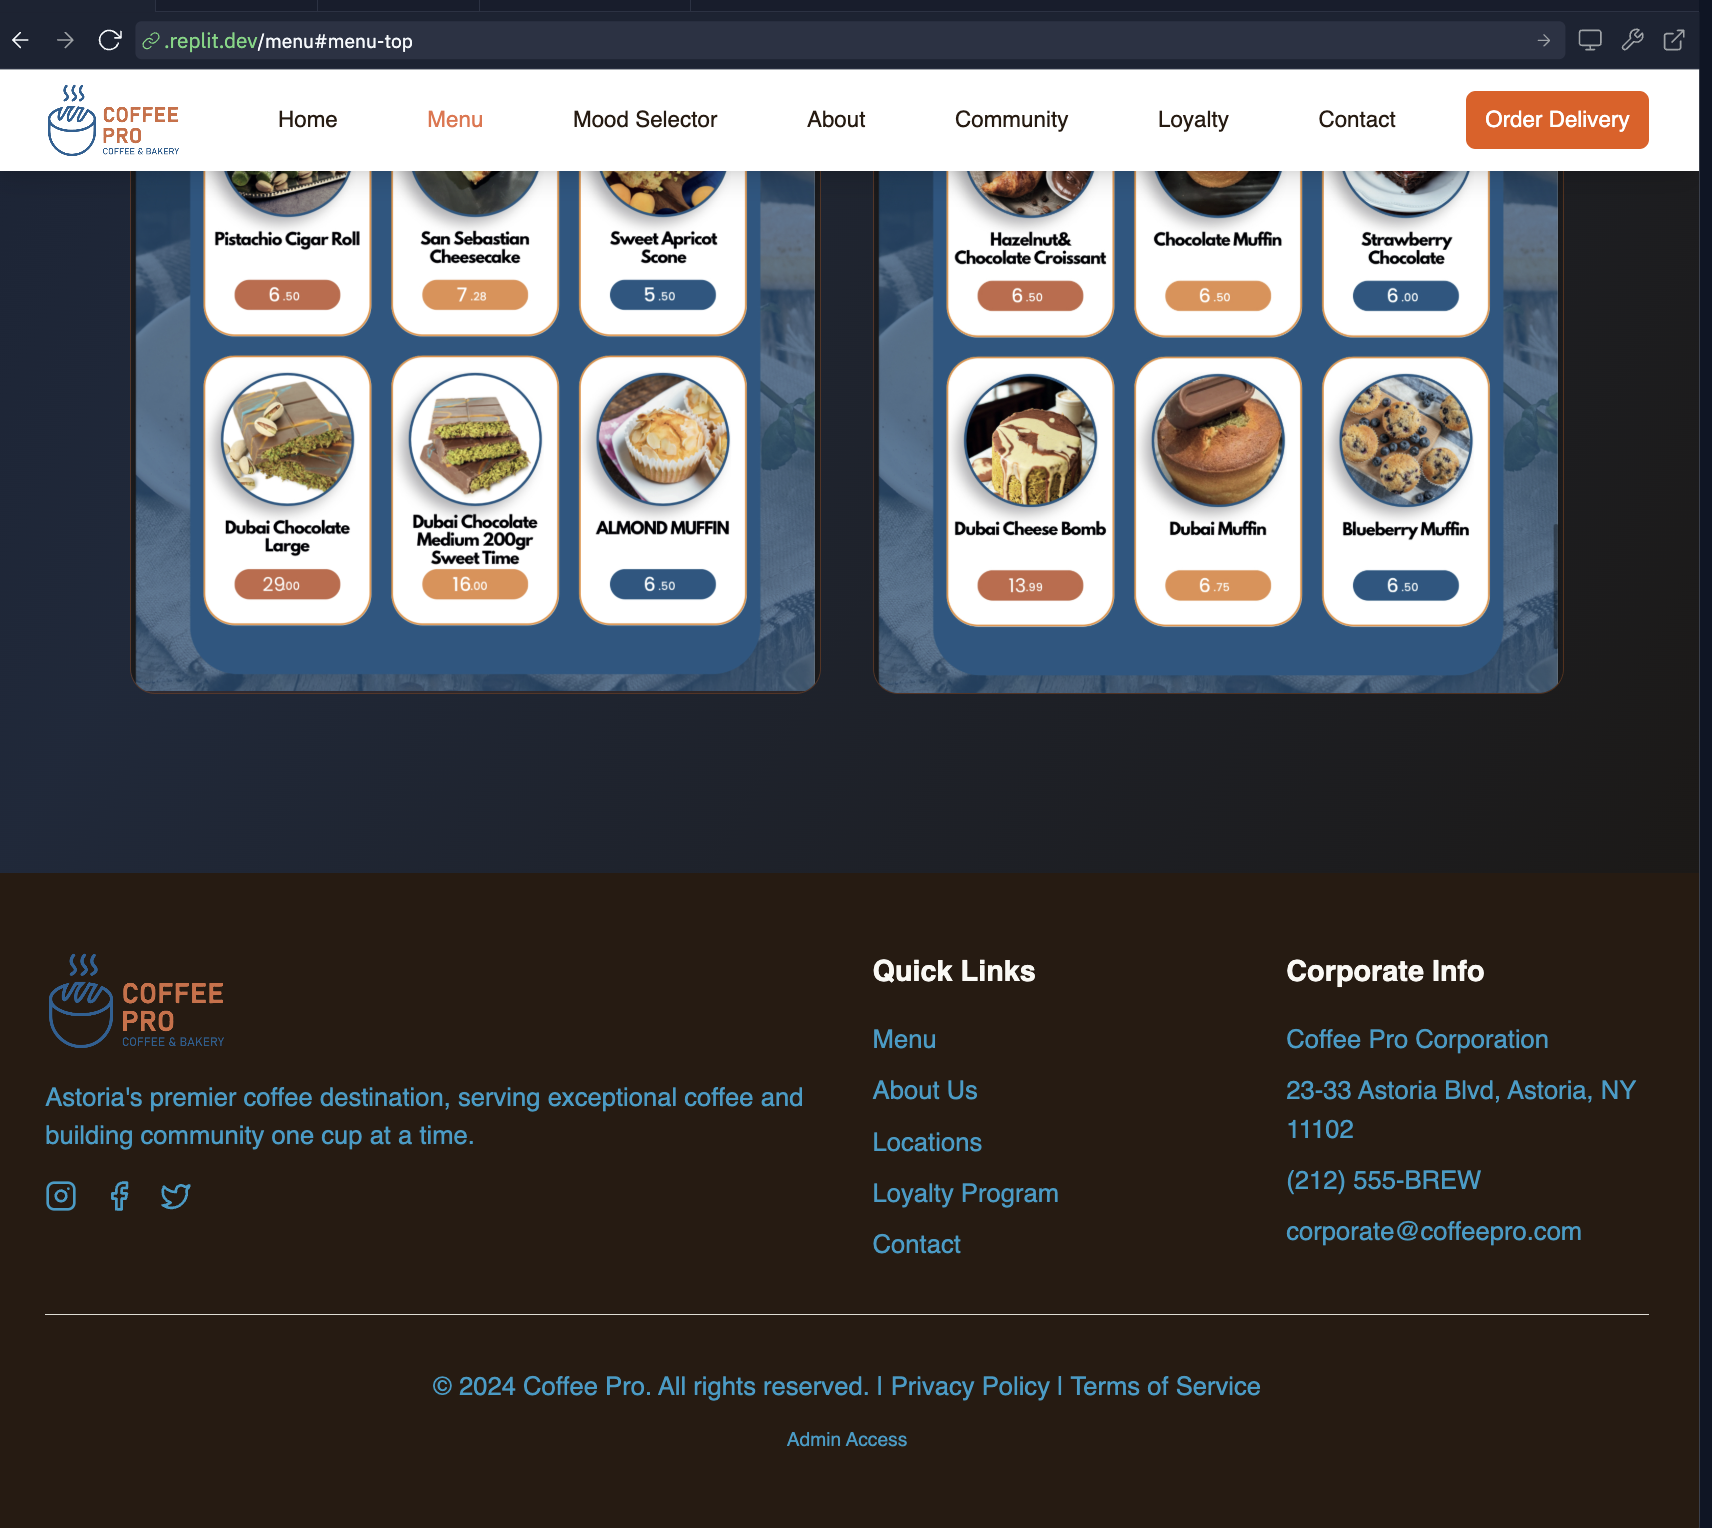 .replit.dev/menu#menu-top
COFFEE
PRO
COFFEE & BAKERY
Home
Menu
Mood Selector
About
Community
Loyalty
Contact
Order Delivery
Pistachio Cigar Roll
6.50
San Sebastian
Cheesecake
7.28
Sweet Apricot
Scone
5.50
Hazelnut&
Chocolate Croissant
6.50
Chocolate Muffin
6.50
Strawberry
Chocolate
6.00
Dubai Chocolate
Large
29.00
Dubai Chocolate
Medium 200gr
Sweet Time
16.00
ALMOND MUFFIN
6.50
Dubai Cheese Bomb
13.99
Dubai Muffin
6.75
Blueberry Muffin
6.50
COFFEE
PRO
COFFEE & BAKERY
Astoria's premier coffee destination, serving exceptional coffee and
building community one cup at a time.
Quick Links
Menu
About Us
Locations
Loyalty Program
Contact
Corporate Info
Coffee Pro Corporation
23-33 Astoria Blvd, Astoria, NY
11102
(212) 555-BREW
corporate@coffeepro.com
© 2024 Coffee Pro. All rights reserved. | Privacy Policy | Terms of Service
Admin Access